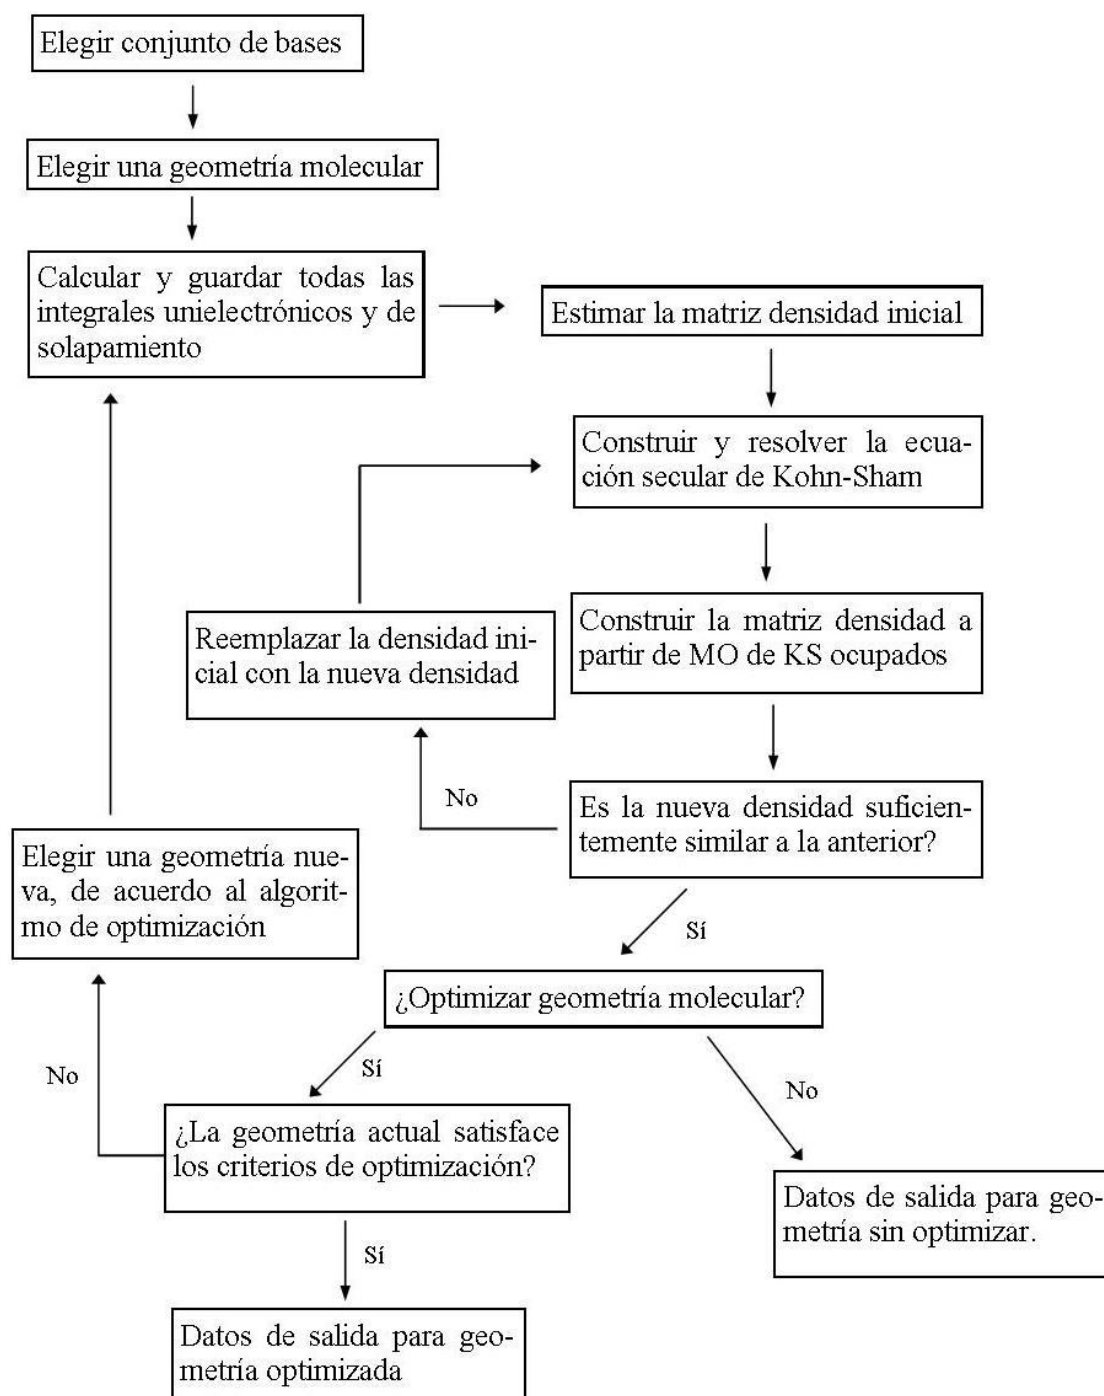 Elegir conjunto de bases
Elegir una geometría molecular
Calcular y guardar todas las
integrales unielectrónicos y de
solapamiento
Estimar la matriz densidad inicial
Construir y resolver la ecua-
ción secular de Kohn-Sham
Construir la matriz densidad a
partir de MO de KS ocupados
Reemplazar la densidad ini-
cial con la nueva densidad
No
Es la nueva densidad suficien-
temente similar a la anterior?
Elegir una geometría nue-
va, de acuerdo al algorit-
mo de optimización
Sí
¿Optimizar geometría molecular?
No
Sí
No
¿La geometría actual satisface
los criterios de optimización?
Datos de salida para geo-
metría sin optimizar.
Sí
Datos de salida para geo-
metría optimizada